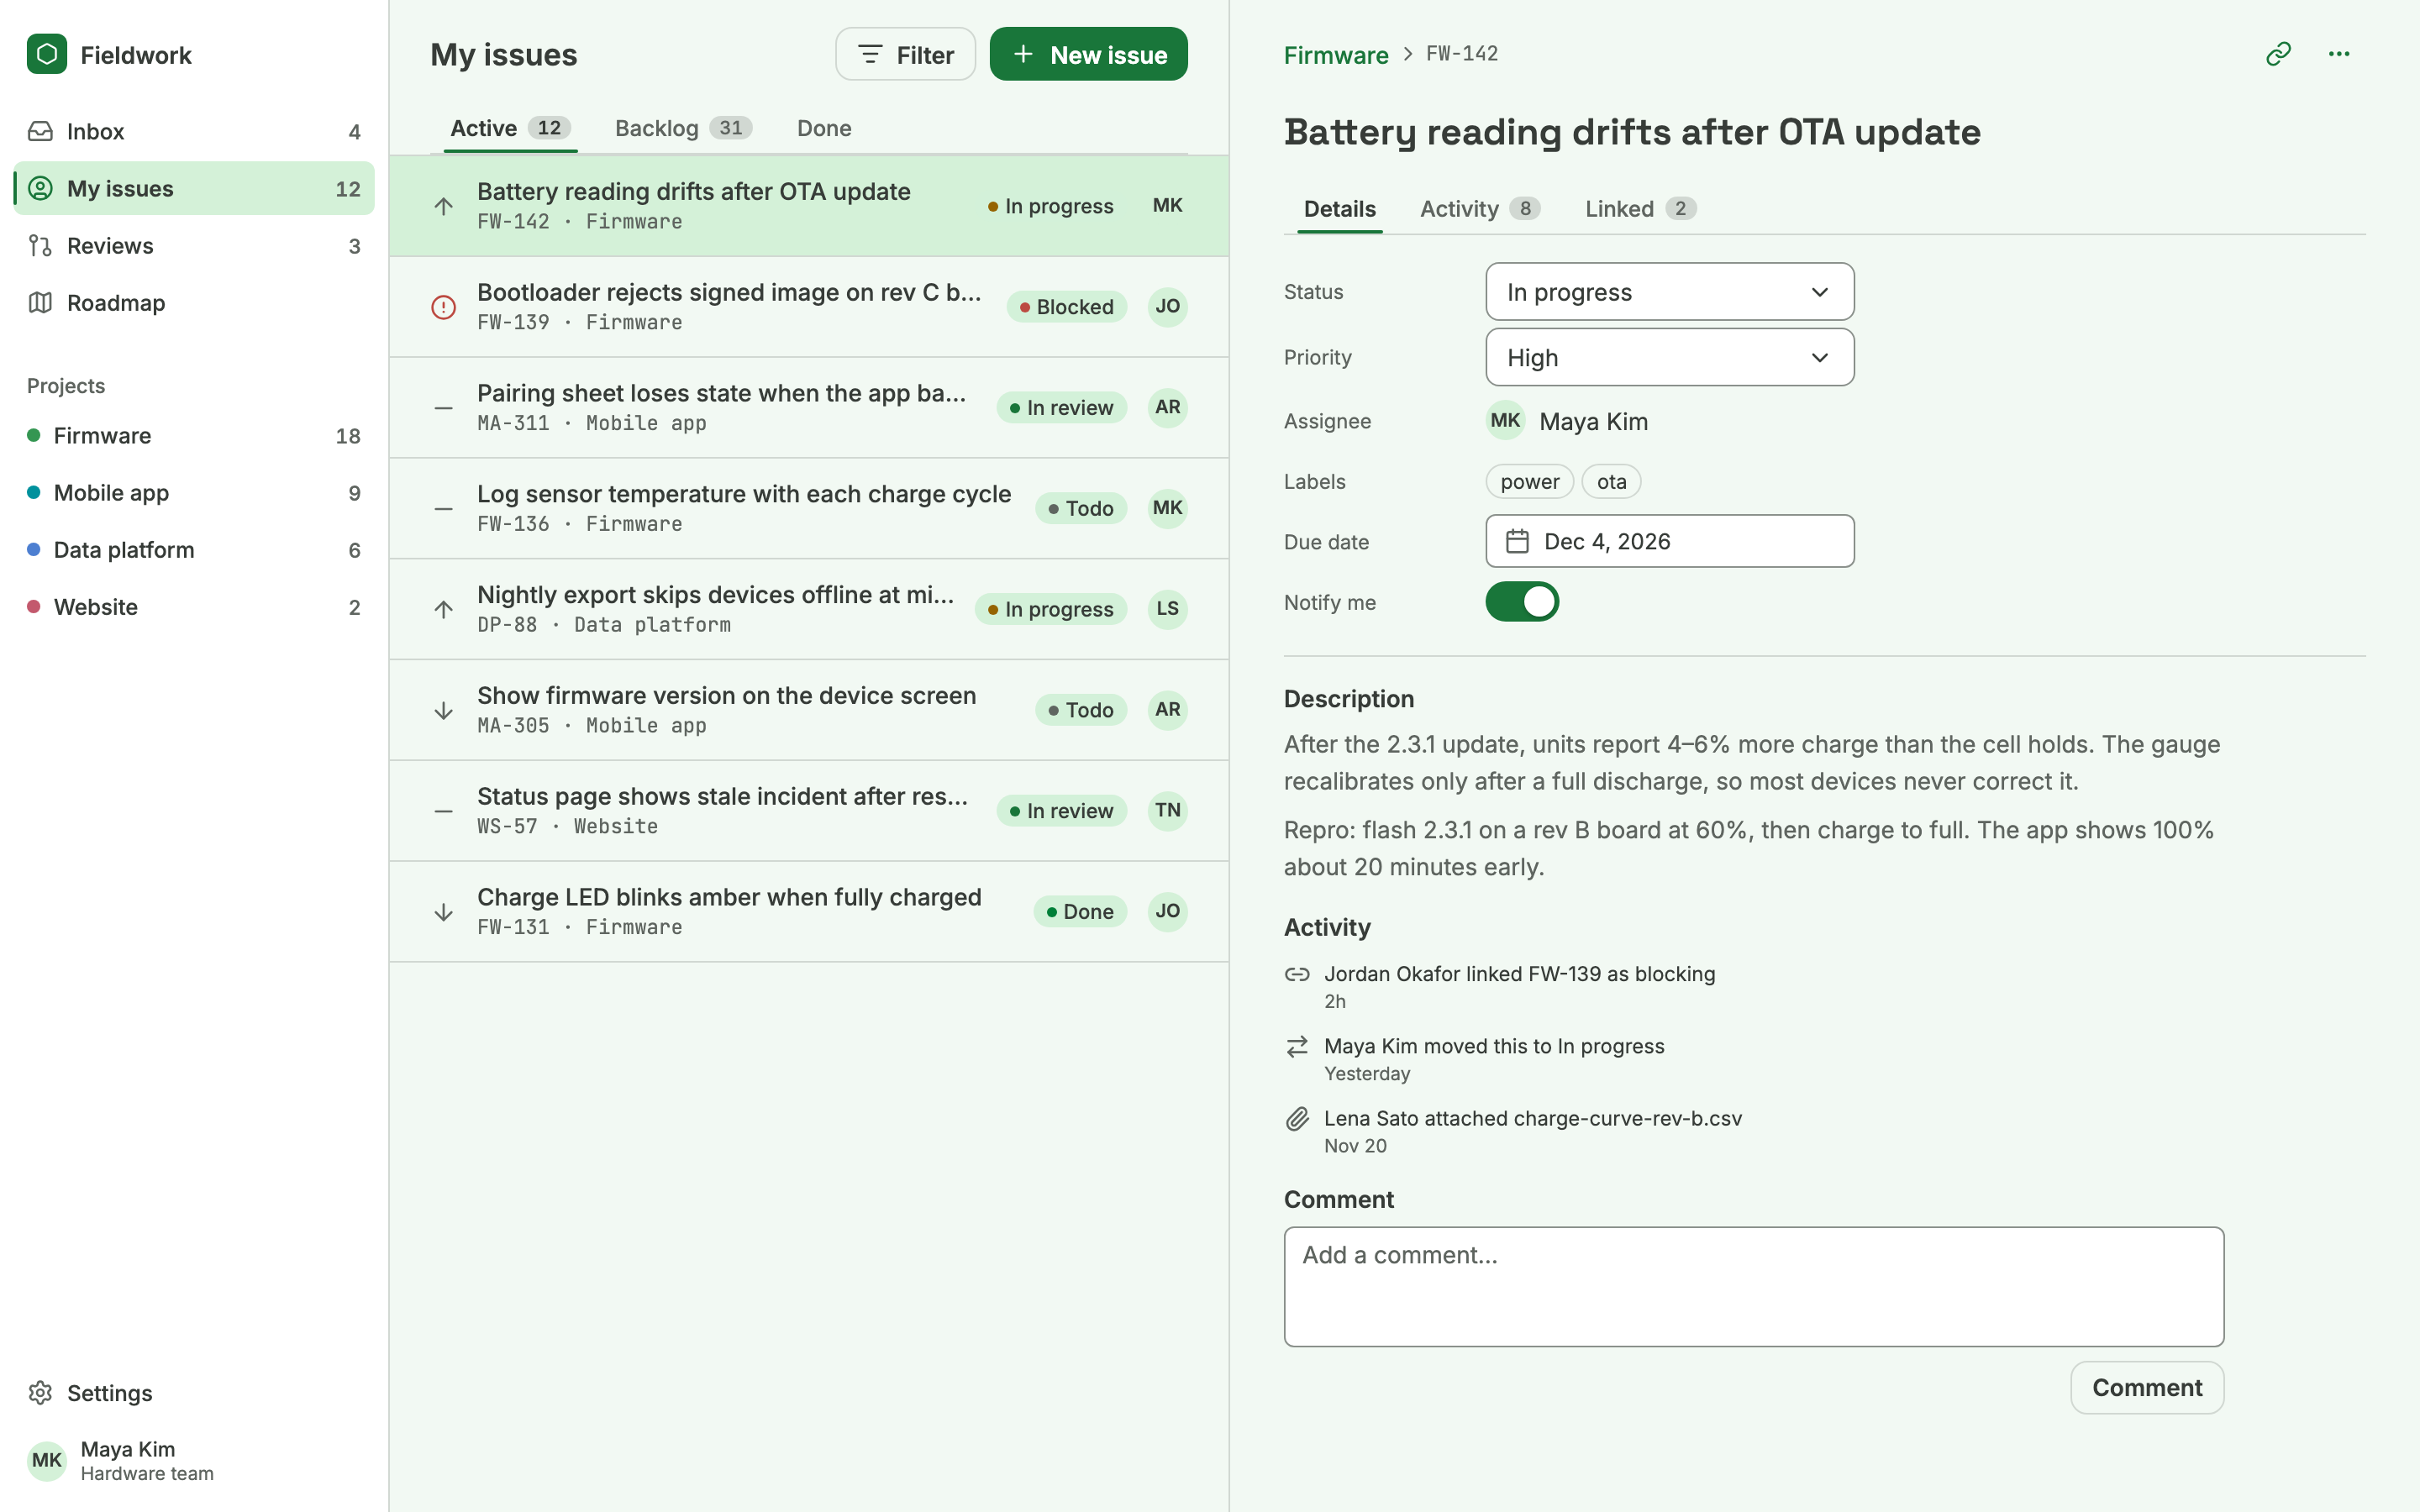 Fieldwork
Inbox 4
My issues 12
Reviews 3
Roadmap
Projects
Firmware 18
Mobile app 9
Data platform 6
Website 2
Settings
MK Maya Kim
Hardware team
My issues Filter New issue
Active 12 Backlog 31 Done
Battery reading drifts after OTA update In progress MK
FW-142 · Firmware
Bootloader rejects signed image on rev C b... Blocked JO
FW-139 · Firmware
Pairing sheet loses state when the app ba... In review AR
MA-311 · Mobile app
Log sensor temperature with each charge cycle Todo MK
FW-136 · Firmware
Nightly export skips devices offline at mi... In progress LS
DP-88 · Data platform
Show firmware version on the device screen Todo AR
MA-305 · Mobile app
Status page shows stale incident after res... In review TN
WS-57 · Website
Charge LED blinks amber when fully charged Done JO
FW-131 · Firmware
Firmware > FW-142
Battery reading drifts after OTA update
Details Activity 8 Linked 2
Status In progress
Priority High
Assignee MK Maya Kim
Labels power ota
Due date Dec 4, 2026
Notify me
Description
After the 2.3.1 update, units report 4–6% more charge than the cell holds. The gauge
recalibrates only after a full discharge, so most devices never correct it.
Repro: flash 2.3.1 on a rev B board at 60%, then charge to full. The app shows 100%
about 20 minutes early.
Activity
Jordan Okafor linked FW-139 as blocking
2h
Maya Kim moved this to In progress
Yesterday
Lena Sato attached charge-curve-rev-b.csv
Nov 20
Comment
Add a comment...
Comment